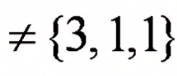 ≠ {3, 1,1}